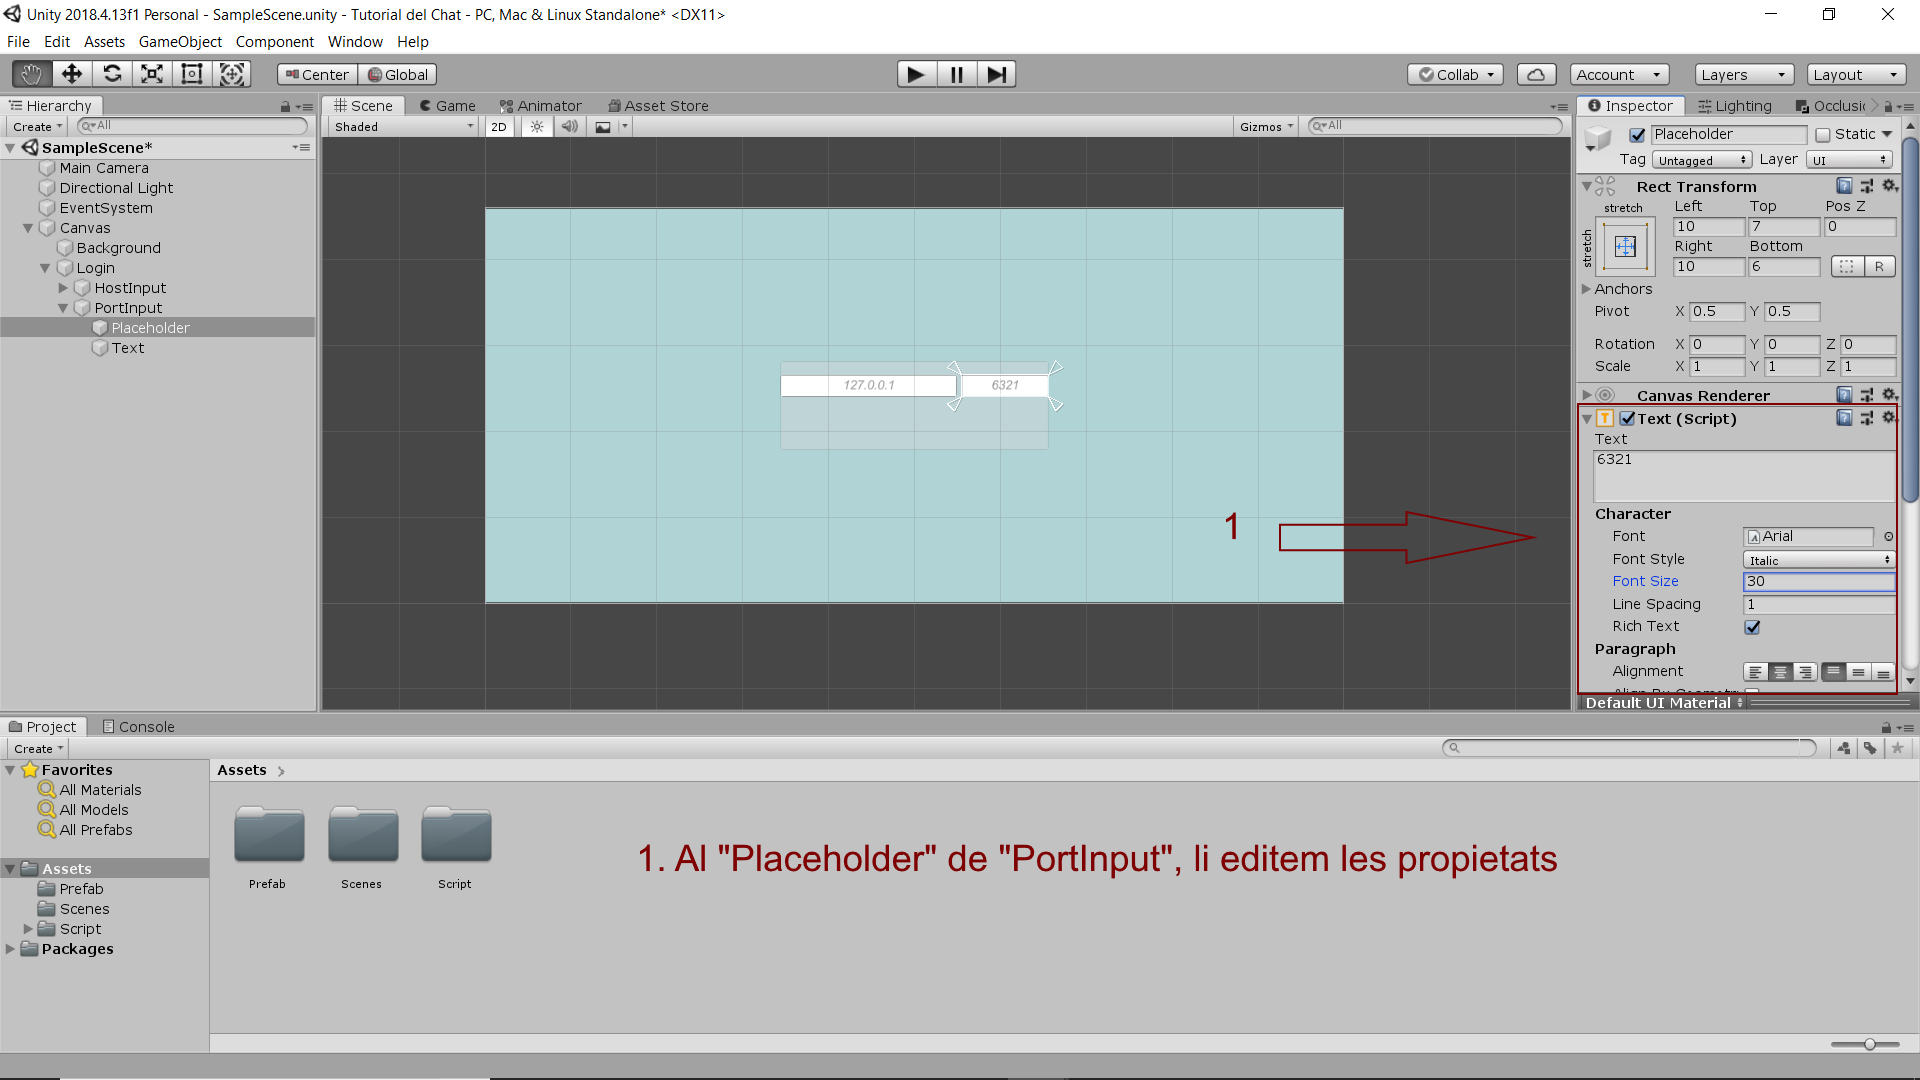 Unity 2018.4.13f1 Personal - SampleScene.unity - Tutorial del Chat - PC, Mac & Linux Standalone* <DX11>
File Edit Assets GameObject Component Window Help
Center Global
Collab Account Layers Layout
Hierarchy
Create All
SampleScene*
Main Camera
Directional Light
EventSystem
Canvas
Background
Login
HostInput
PortInput
Placeholder
Text
Scene Game Animator Asset Store
Shaded 2D Gizmos All
127.0.0.1 6321
1
Inspector Lighting
Placeholder Static
Tag Untagged Layer UI
Rect Transform
stretch Left Top Pos Z
stretch
10 7 0
Right Bottom
10 6 R
Anchors
Pivot X 0.5 Y 0.5
Rotation X 0 Y 0 Z 0
Scale X 1 Y 1 Z 1
Canvas Renderer
T Text (Script)
Text
6321
Character
Font Arial
Font Style Italic
Font Size 30
Line Spacing 1
Rich Text
Paragraph
Alignment
Default UI Material
Project Console
Create
Favorites
All Materials
All Models
All Prefabs
Assets
Prefab
Scenes
Script
Packages
Assets
Prefab Scenes Script
1. Al "Placeholder" de "PortInput", li editem les propietats